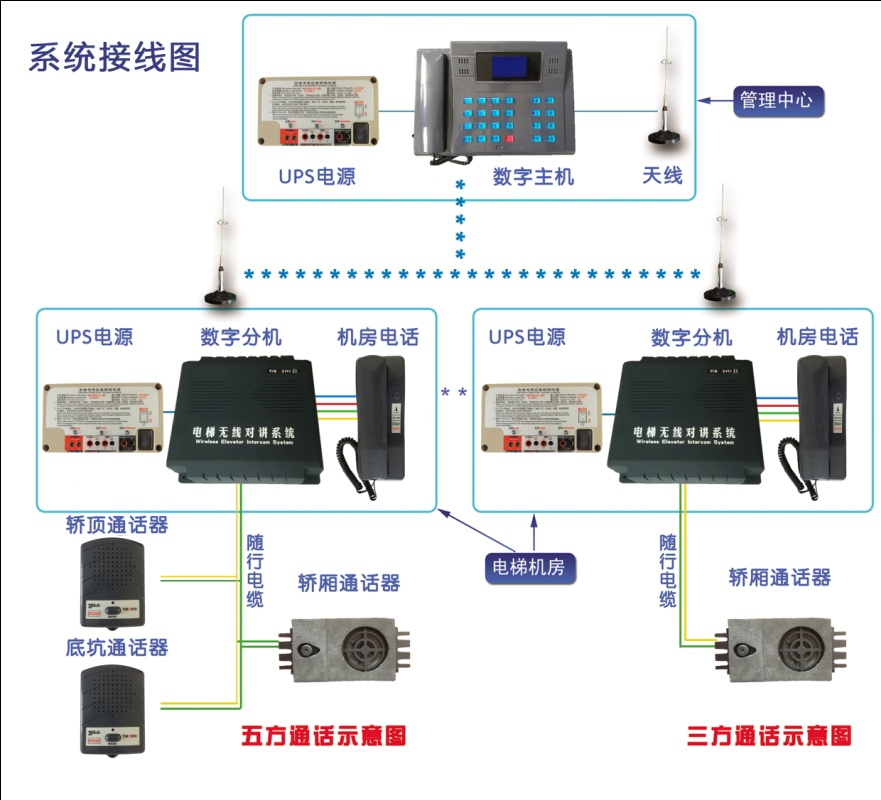 系统接线图
管理中心
UPS电源
数字主机
天线
UPS电源
数字分机
机房电话
UPS电源
数字分机
机房电话
电梯无线对讲系统
Wireless Elevator Intercom System
电梯无线对讲系统
Wireless Elevator Intercom System
轿顶通话器
随行电缆
电梯机房
随行电缆
轿厢通话器
轿厢通话器
底坑通话器
五方通话示意图
三方通话示意图